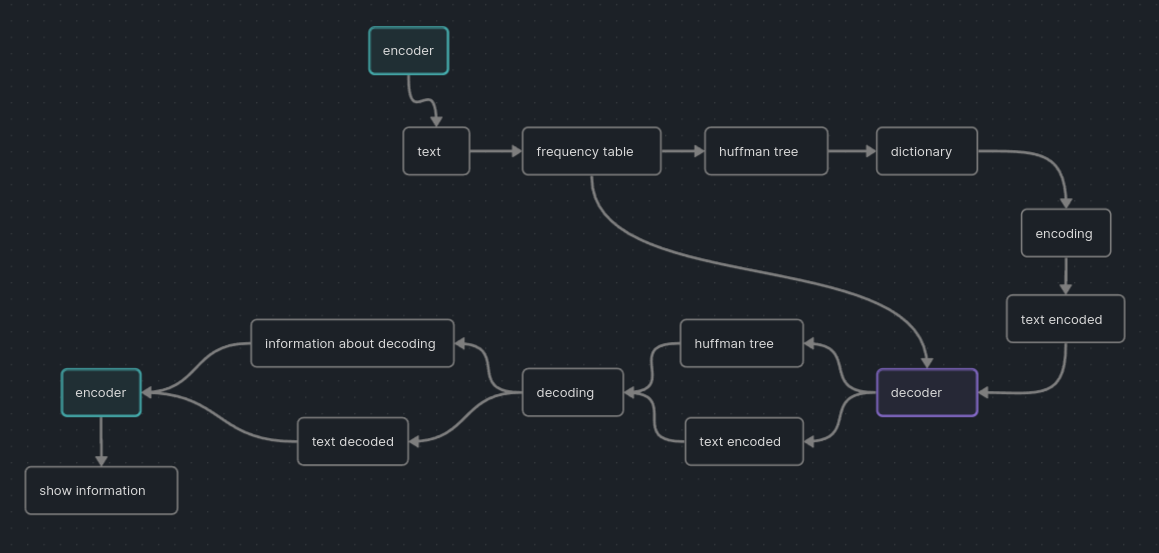 encoder
text
frequency table
huffman tree
dictionary
encoding
text encoded
information about decoding
huffman tree
encoder
decoding
decoder
text decoded
text encoded
show information